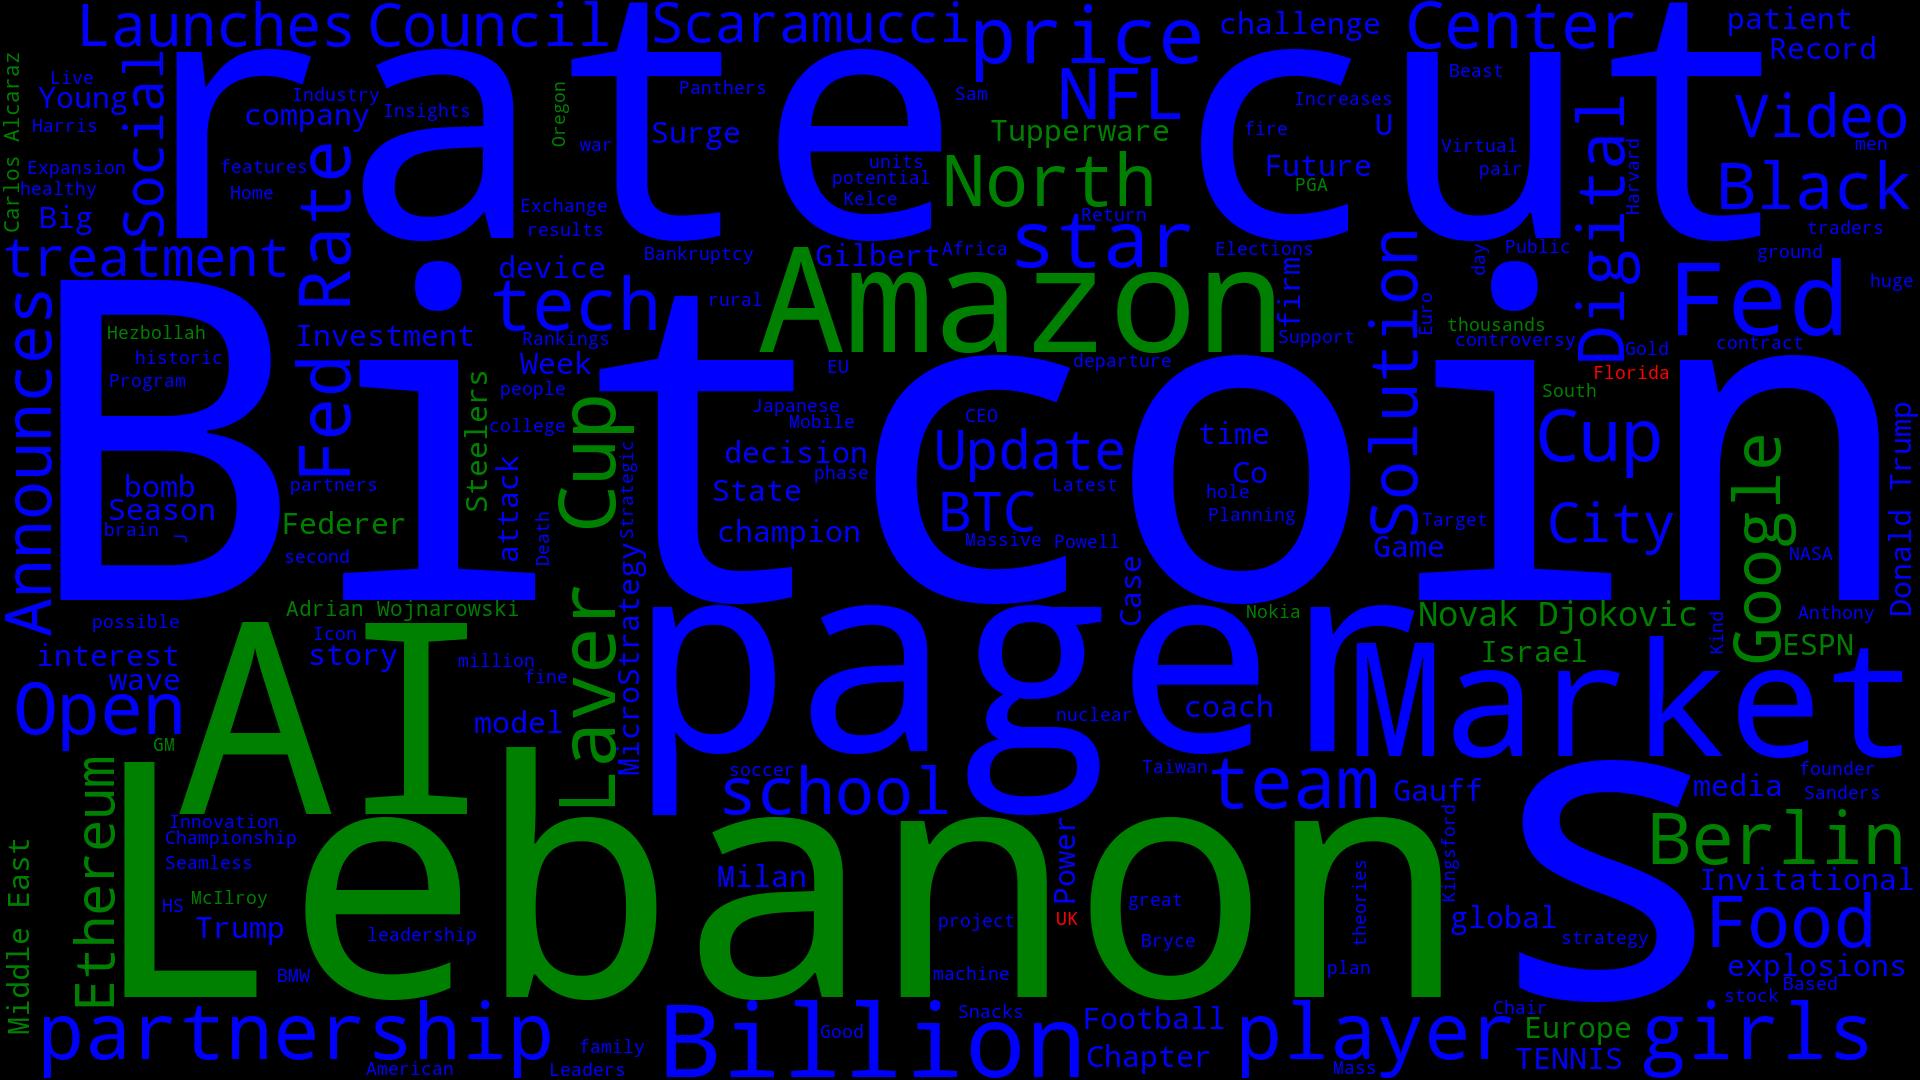 Launches
Council
Scaramucci
price
challenge
Center
patient
Record
rate cut
Carlos Alcaraz
Live
Young
Harris
Expansion
healthy
Big
Social
Industry
company
Insights
features
Home
Fed Rate
Oregon
war
Panthers
Surge
Exchange
results
Bankruptcy
units
potential
Kelce
Sam
NFL
Tupperware
North
Return
star
Increases
U
fire
Future
PGA
Elections
Beast
Virtual
pair
Public
day
Digital
Harvard
Video
men
Black
traders
ground
huge
treatment
device
tech
rural
Gilbert
Africa
Amazon
firm
Support
Solution
Euro
thousands
controversy
Gold
Florida
South
Fed
contract
Announces
Bitcoin
Hezbollah
historic
Program
Investment
Rankings
Week
people
college
Steelers
attack
Death
Laver Cup
Strategic
MicroStrategy
EU
departure
Japanese
Mobile
decision
phase
State
champion
CEO
Update
BTC
Latest
Massive
Powell
time
Co
hole
Planning
Case
Target
Game
Cup
City
Google
NASA
Donald Trump
bomb
Season
brain
J
partners
Federer
second
Adrian Wojnarowski
possible
interest
wave
Open
GM
Icon
story
million
fine
model
AI
pager
nuclear
coach
Nokia
Novak Djokovic
Israel
Kind
Anthony
ESPN
Market
Ethereum
Middle East
soccer
school
Taiwan
team
Gauff
media
founder
Sanders
Lebanon
S
Innovation
Championship
Seamless
HS
McIlroy
Trump
leadership
BMW
Milan
project
machine
Power
UK
great
Bryce
theories
plan
Kingsford
global
strategy
Berlin
Invitational
Food
explosions
Based
stock
partnership
American
family
Leaders
Billion
Good
Snacks
Football
Chapter
player
Mass
Chair
Europe
TENNIS
girls